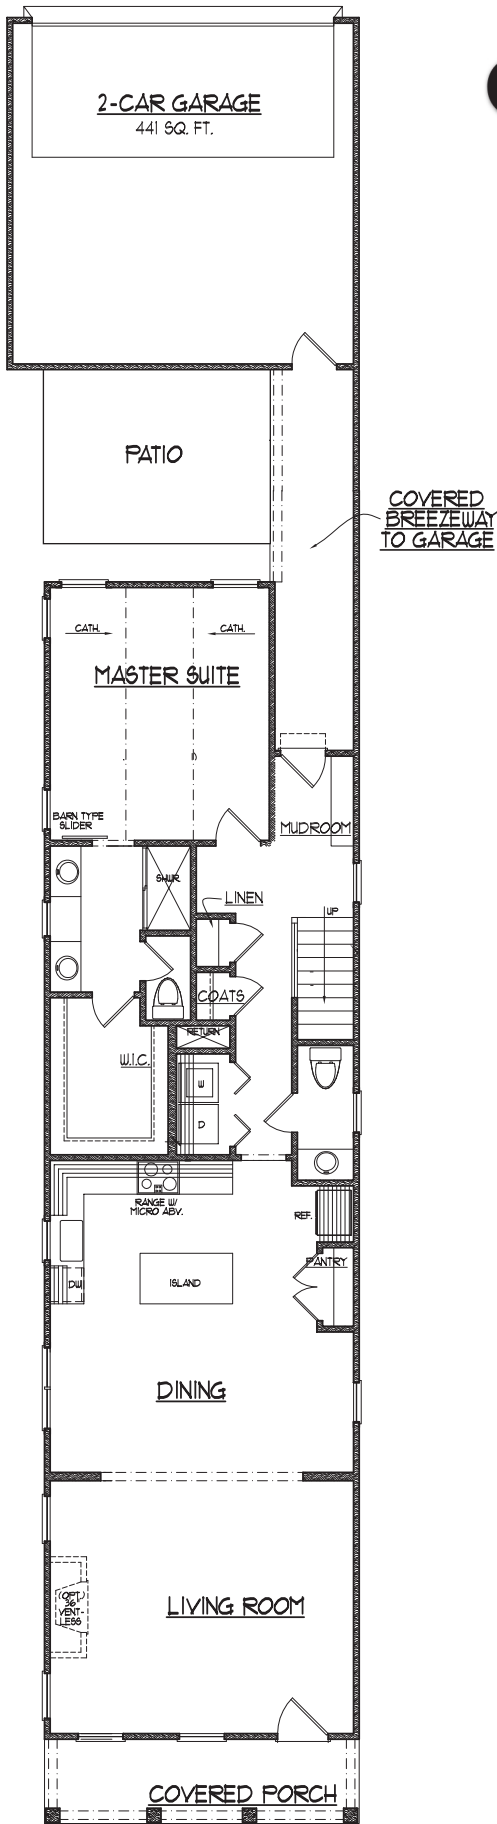 2-CAR GARAGE
441 SQ. FT.
PATIO
COVERED
BREEZEWAY
TO GARAGE
CATH.
CATH.
MASTER SUITE
BARN TYPE
SLIDER
MUDROOM
SHWR
LINEN
UP
COATS
RETURN
W.I.C.
W
D
RANGE W/
MICRO ABV.
REF.
PANTRY
DW
ISLAND
DINING
(OPT.)
36
VENT-
LESS
LIVING ROOM
COVERED PORCH